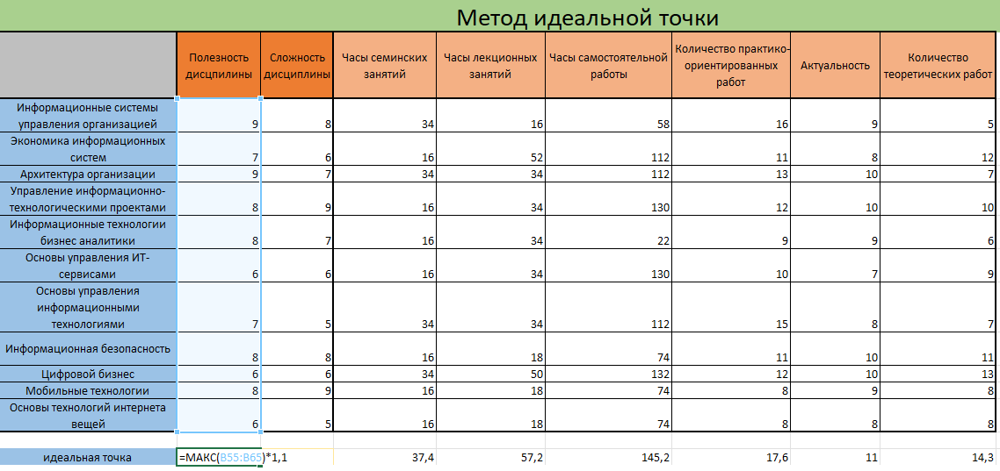 Метод идеальной точки
Полезность дисцпилины Сложность дисциплины Часы семинских занятий Часы лекционных занятий Часы самостоятельной работы Количество практико-ориентированных работ Актуальность Количество теоретических работ
Информационные системы
управления организацией 9 8 34 16 58 16 9 5
Экономика информационных
систем 7 6 16 52 112 11 8 12
Архитектура организации 9 7 34 34 112 13 10 7
Управление информационно-
технологическими проектами 8 9 16 34 130 12 10 10
Информационные технологии
бизнес аналитики 8 7 16 34 22 9 9 6
Основы управления ИТ-
сервисами 6 6 16 34 130 10 7 9
Основы управления
информационными
технологиями 7 5 34 34 112 15 8 7
Информационная безопасность 8 8 16 18 74 11 10 11
Цифровой бизнес 6 6 34 50 132 12 10 13
Мобильные технологии 8 9 16 18 74 8 9 8
Основы технологий интернета
вещей 6 5 16 18 74 8 8 8
идеальная точка =МАКС(B55:B65)*1,1 37,4 57,2 145,2 17,6 11 14,3